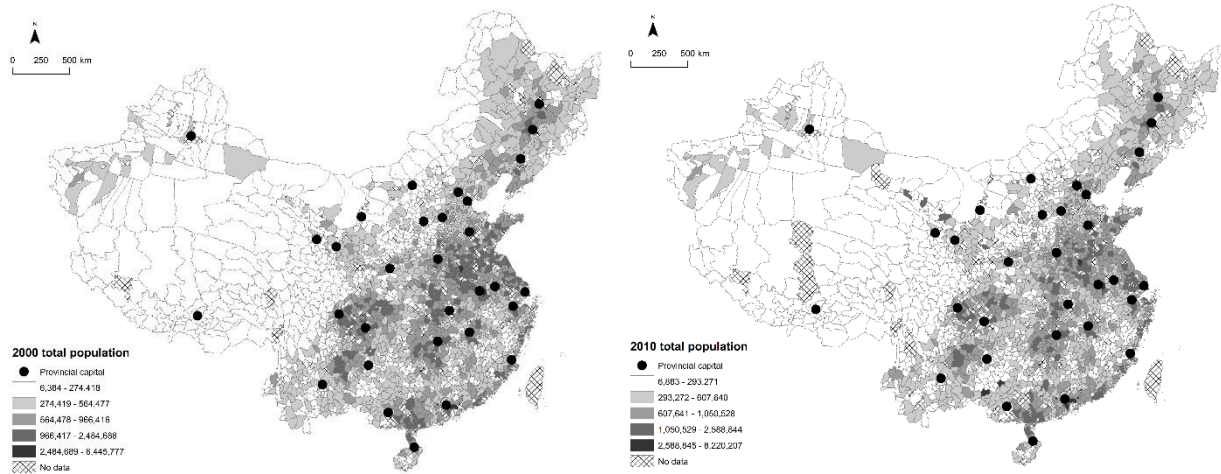 N
0 250 500 km
2000 total population
Provincial capital
6,384 - 274.418
274,419 - 564,477
564,478 - 966,416
966,417 - 2,484,688
2,484,689 - 6,445,777
No data
N
0 250 500 km
2010 total population
Provincial capital
6,883 - 293,271
293,272 - 607,640
607,641 - 1,050,528
1,050,529 - 2,588,844
2,588,845 - 8,220,207
No data